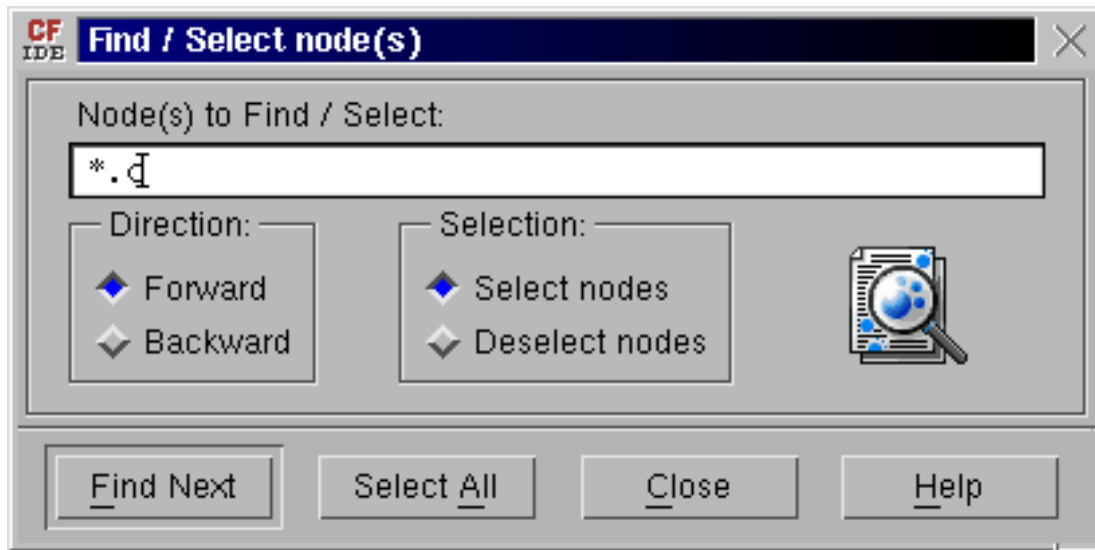 CF
IDE
Find / Select node(s)
Node(s) to Find / Select:
*.c
Direction:
Selection:
Forward
Select nodes
Backward
Deselect nodes
Find Next
Select All
Close
Help